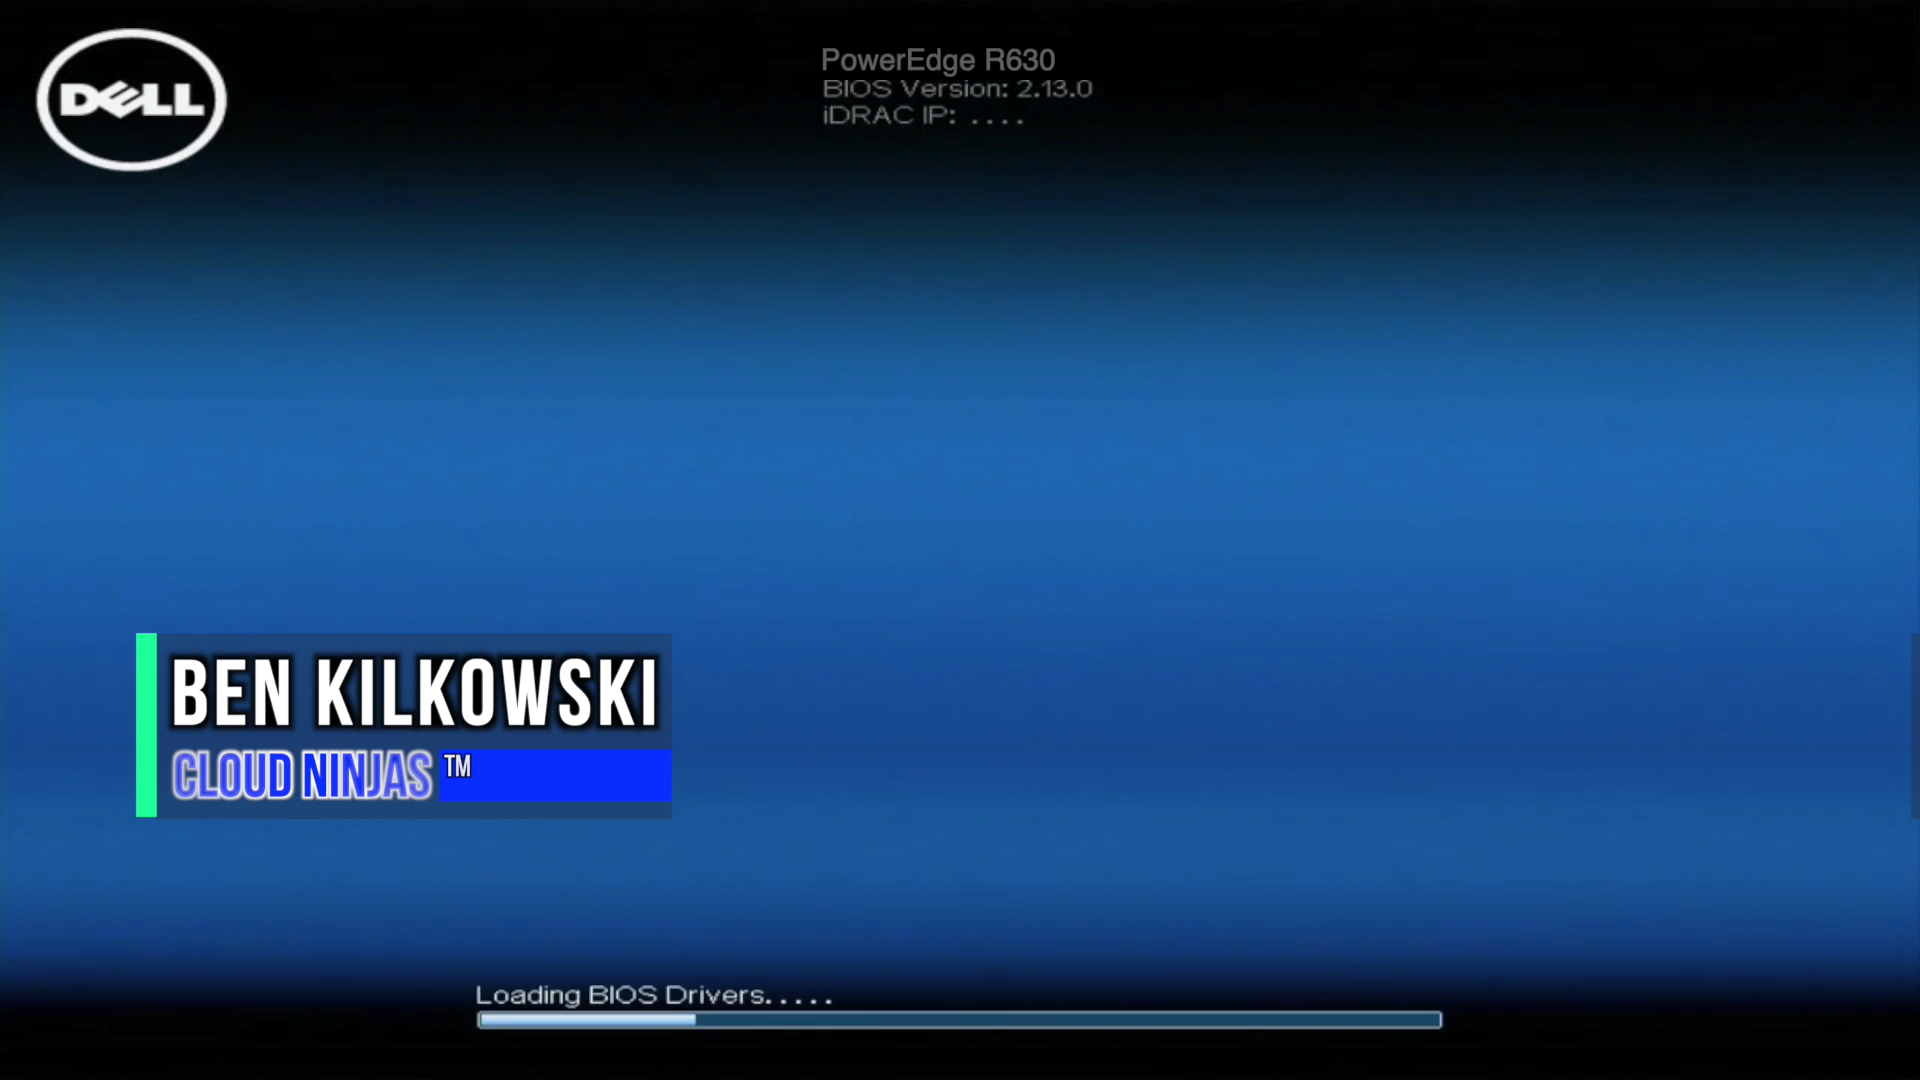 DELL
PowerEdge R630
BIOS Version: 2.13.0
iDRAC IP: ....
BEN KILKOWSKI
CLOUD NINJAS ™
Loading BIOS Drivers.....